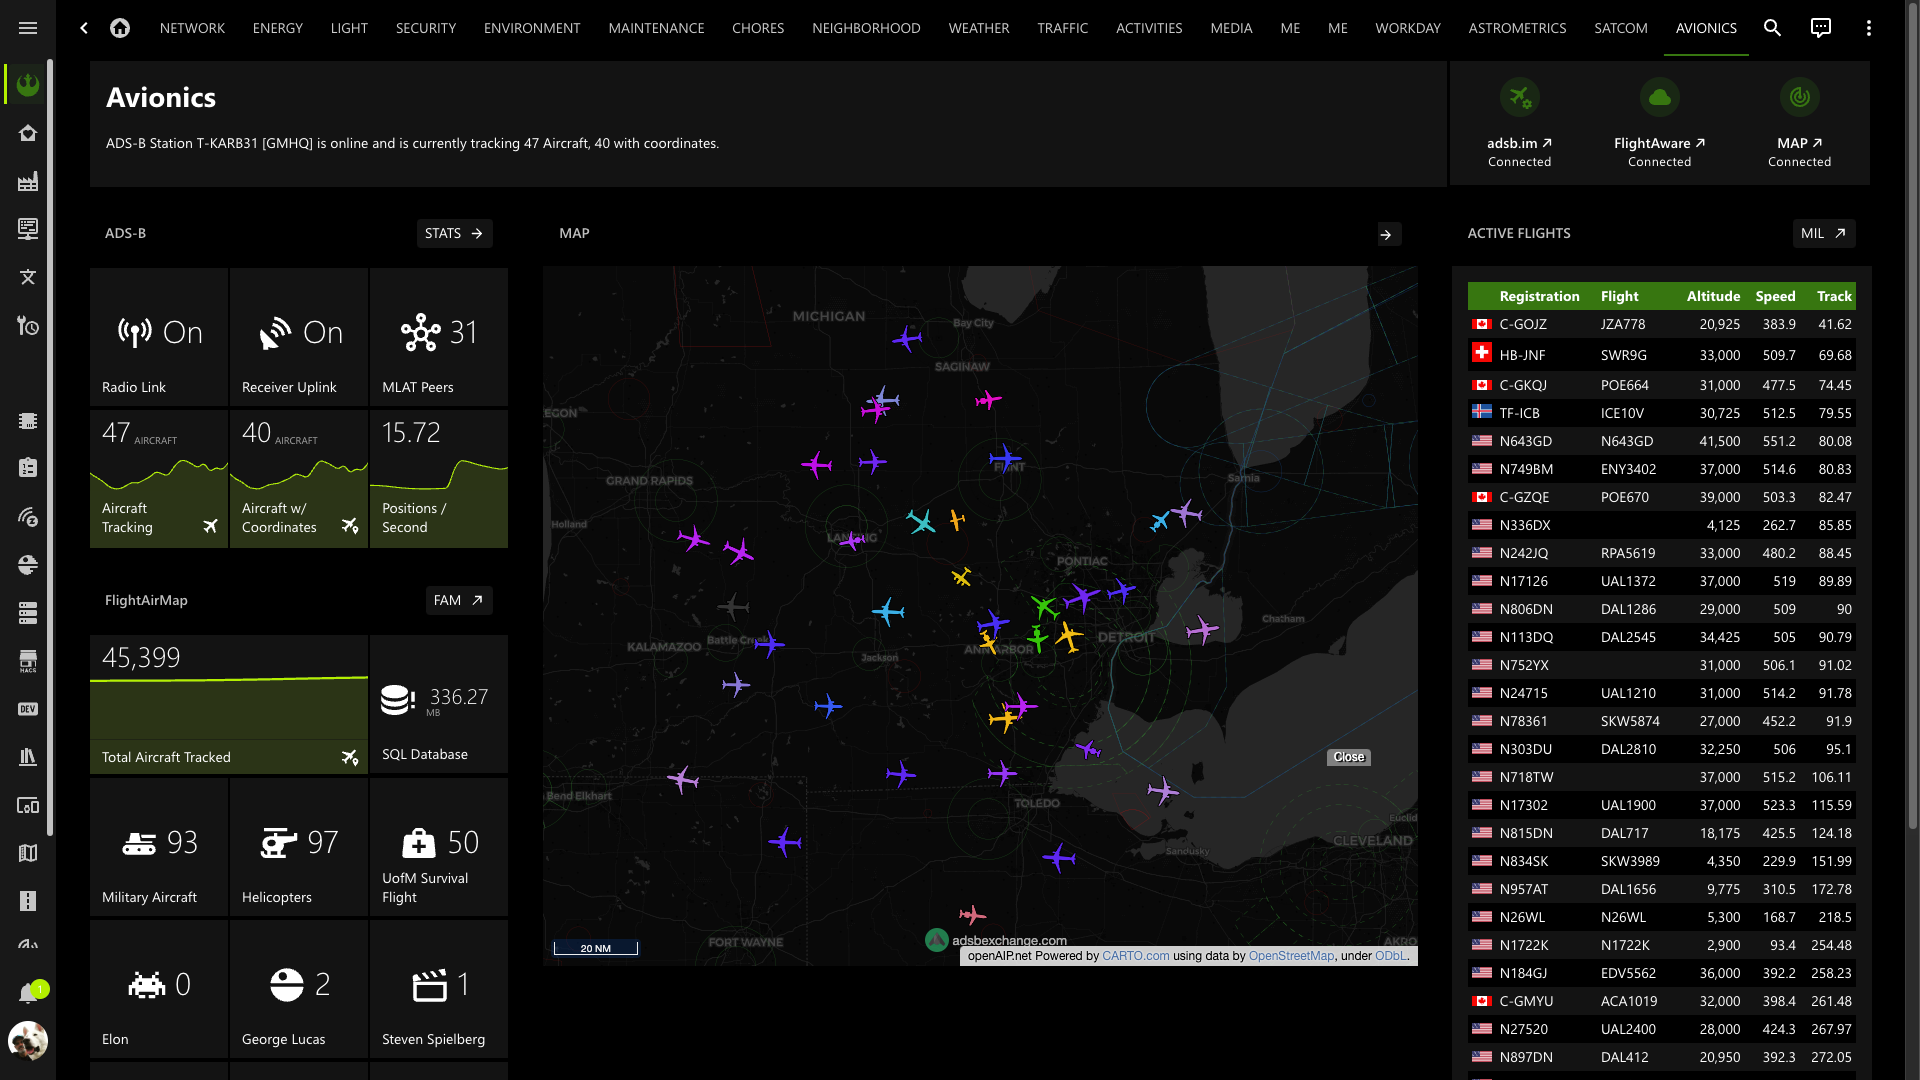 NETWORK ENERGY LIGHT SECURITY ENVIRONMENT MAINTENANCE CHORES NEIGHBORHOOD WEATHER TRAFFIC ACTIVITIES MEDIA ME ME WORKDAY ASTROMETRICS SATCOM AVIONICS
Avionics
ADS-B Station T-KARB31 [GMHQ] is online and is currently tracking 47 Aircraft, 40 with coordinates.
adsb.im FlightAware MAP
Connected Connected Connected
ADS-B STATS
On On 31
Radio Link Receiver Uplink MLAT Peers
47 AIRCRAFT 40 AIRCRAFT 15.72
Aircraft Aircraft w/ Positions /
Tracking Coordinates Second
FlightAirMap FAM
45,399
336.27
MB
Total Aircraft Tracked SQL Database
93 97 50
Military Aircraft Helicopters UofM Survival
Flight
0 2 1
Elon George Lucas Steven Spielberg
HACS
DEV
1
MAP
MICHIGAN
Bay City
SAGINAW
EGON
FLINT
GRAND RAPIDS
Sarnia
Holland
LANSING
PONTIAC
Chatham
DETROIT
Battle Creek
KALAMAZOO
ANN ARBOR
Jackson
Close
Bend Elkhart
TOLEDO
Euclid
CLEVELAND
Sandusky
FORT WAYNE
AKRO
20 NM
adsbexchange.com
openAIP.net Powered by CARTO.com using data by OpenStreetMap, under ODbL.
ACTIVE FLIGHTS MIL
Registration Flight Altitude Speed Track
C-GOJZ JZA778 20,925 383.9 41.62
HB-JNF SWR9G 33,000 509.7 69.68
C-GKQJ POE664 31,000 477.5 74.45
TF-ICB ICE10V 30,725 512.5 79.55
N643GD N643GD 41,500 551.2 80.08
N749BM ENY3402 37,000 514.6 80.83
C-GZQE POE670 39,000 503.3 82.47
N336DX 4,125 262.7 85.85
N242JQ RPA5619 33,000 480.2 88.45
N17126 UAL1372 37,000 519 89.89
N806DN DAL1286 29,000 509 90
N113DQ DAL2545 34,425 505 90.79
N752YX 31,000 506.1 91.02
N24715 UAL1210 31,000 514.2 91.78
N78361 SKW5874 27,000 452.2 91.9
N303DU DAL2810 32,250 506 95.1
N718TW 37,000 515.2 106.11
N17302 UAL1900 37,000 523.3 115.59
N815DN DAL717 18,175 425.5 124.18
N834SK SKW3989 4,350 229.9 151.99
N957AT DAL1656 9,775 310.5 172.78
N26WL N26WL 5,300 168.7 218.5
N1722K N1722K 2,900 93.4 254.48
N184GJ EDV5562 36,000 392.2 258.23
C-GMYU ACA1019 32,000 398.4 261.48
N27520 UAL2400 28,000 424.3 267.97
N897DN DAL412 20,950 392.3 272.05